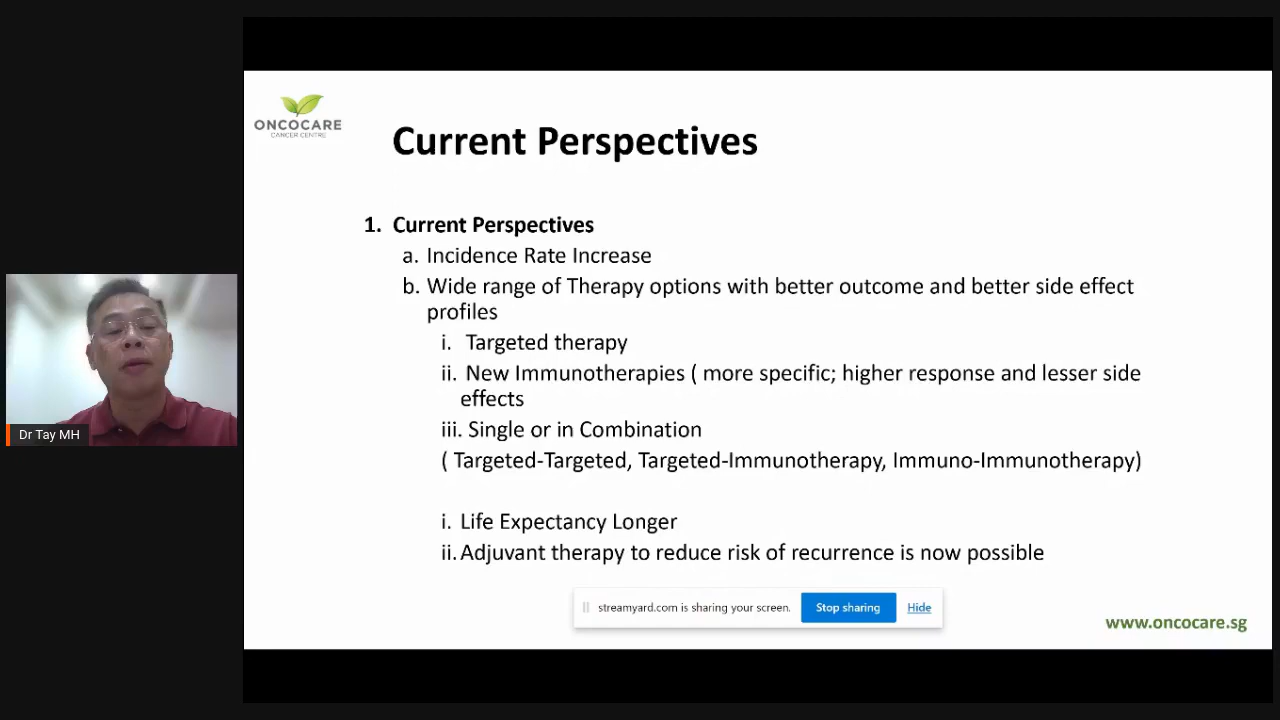 ONCOCARE
CANCER CENTRE
Current Perspectives
1. Current Perspectives
a. Incidence Rate Increase
b. Wide range of Therapy options with better outcome and better side effect
profiles
i. Targeted therapy
ii. New Immunotherapies ( more specific; higher response and lesser side
effects
iii. Single or in Combination
( Targeted-Targeted, Targeted-Immunotherapy, Immuno-Immunotherapy)
i. Life Expectancy Longer
ii. Adjuvant therapy to reduce risk of recurrence is now possible
Dr Tay MH
streamyard.com is sharing your screen. Stop sharing Hide
www.oncocare.sg